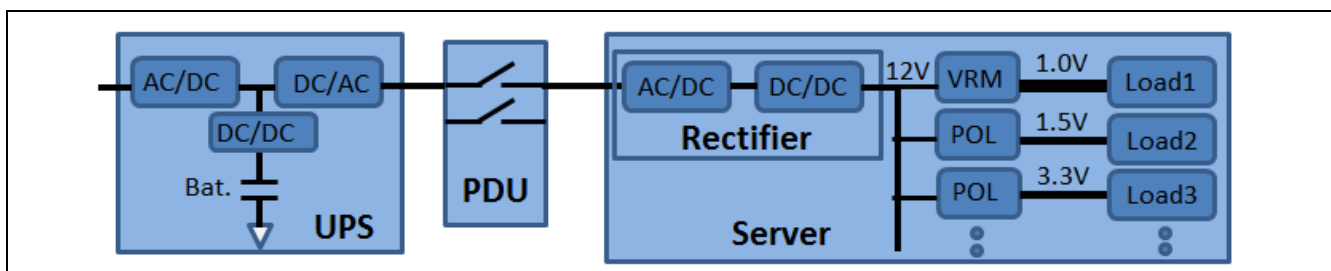 AC/DC
DC/AC
DC/DC
Bat.
UPS
PDU
AC/DC
DC/DC
Rectifier
Server
12V
VRM
1.0V
Load1
POL
1.5V
Load2
POL
3.3V
Load3